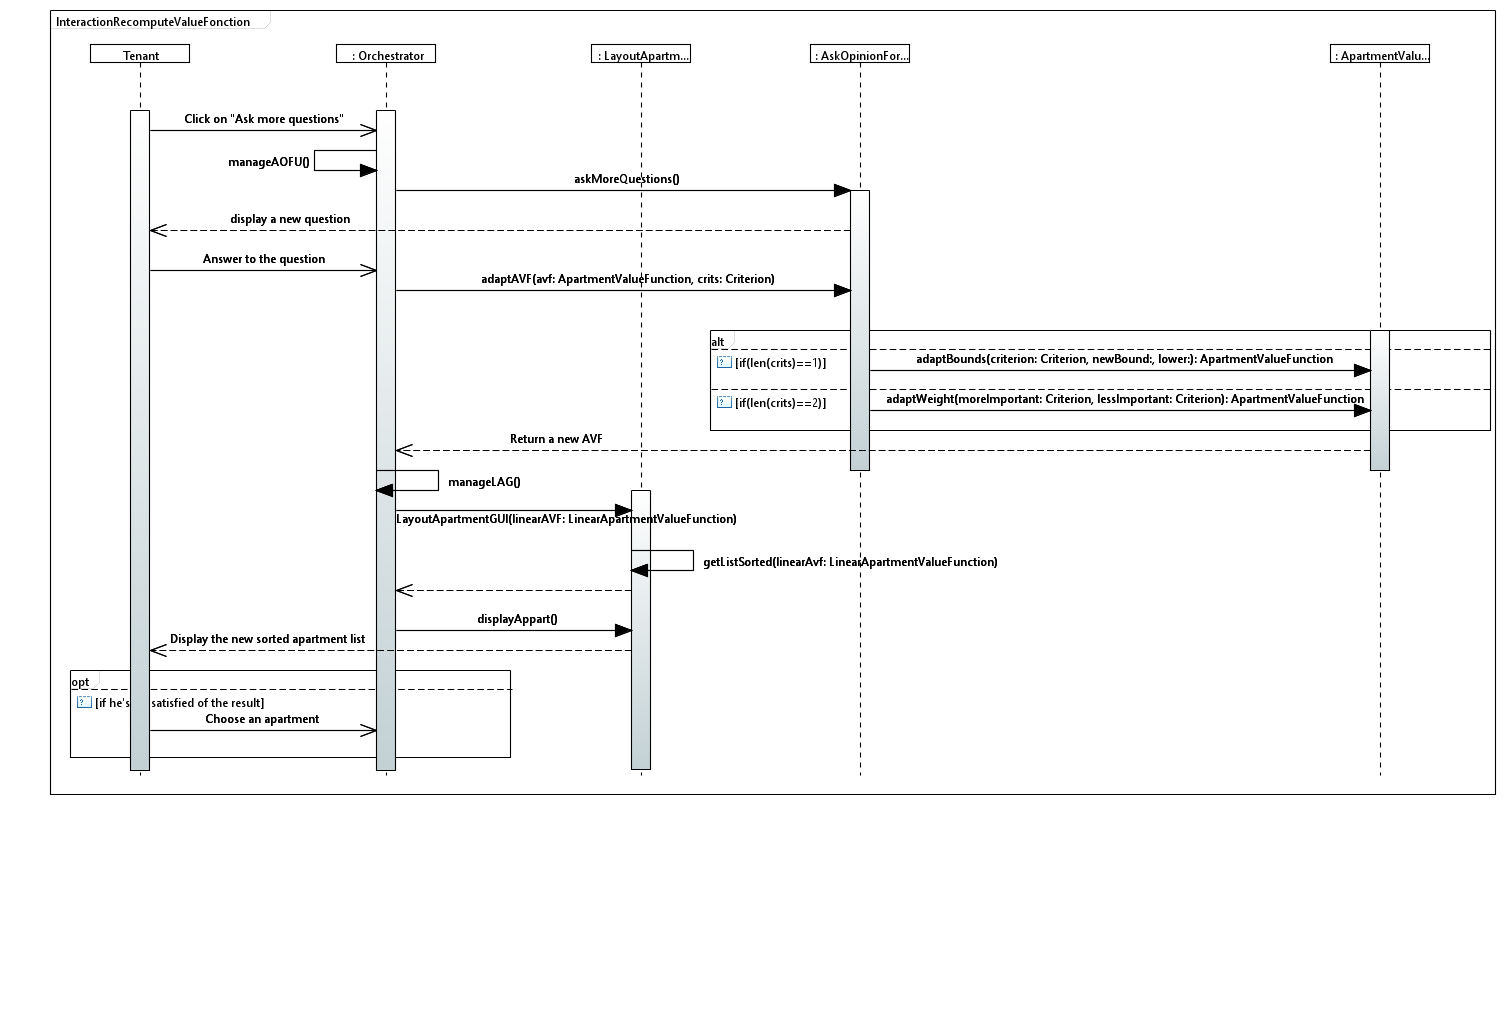 InteractionRecomputeValueFonction
Tenant
: Orchestrator
: LayoutApartm...
: AskOpinionFor...
: ApartmentValu...
Click on "Ask more questions"
manageAOFU()
askMoreQuestions()
display a new question
Answer to the question
adaptAVF(avf: ApartmentValueFunction, crits: Criterion)
alt
[if(len(crits)==1)]
adaptBounds(criterion: Criterion, newBound:, lower:): ApartmentValueFunction
[if(len(crits)==2)]
adaptWeight(moreImportant: Criterion, lessImportant: Criterion): ApartmentValueFunction
Return a new AVF
manageLAG()
LayoutApartmentGUI(linearAVF: LinearApartmentValueFunction)
getListSorted(linearAvf: LinearApartmentValueFunction)
displayAppart()
Display the new sorted apartment list
opt
[if he's satisfied of the result]
Choose an apartment